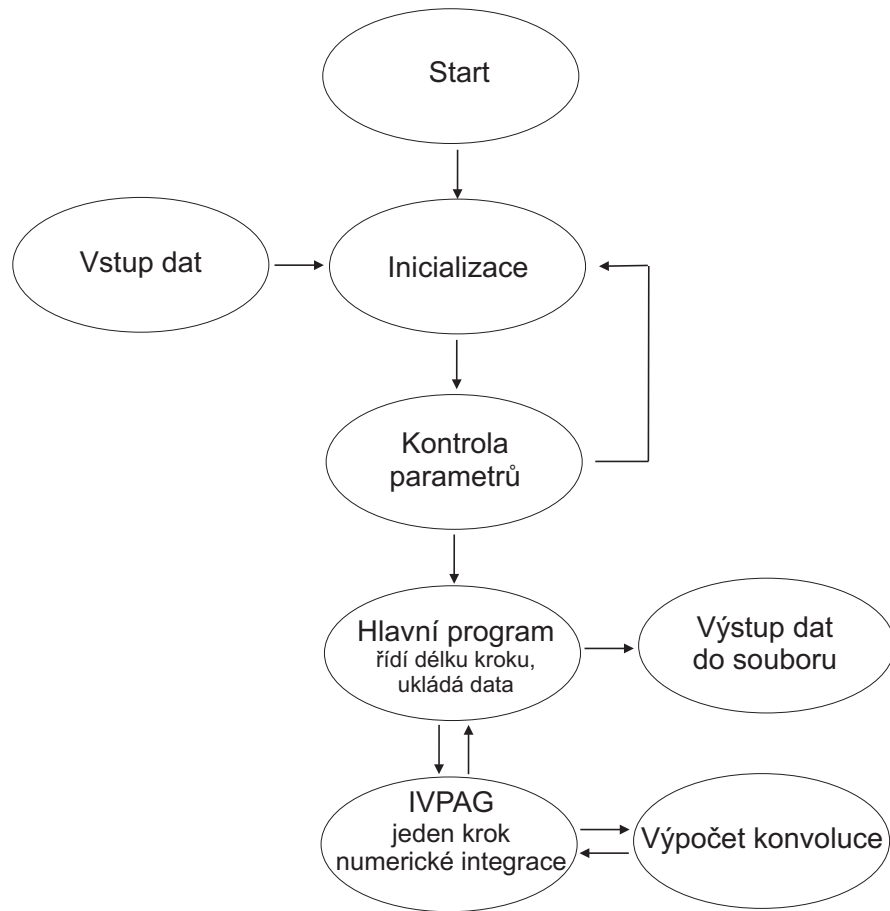 Start
Vstup dat
Inicializace
Kontrola
parametrů
Hlavní program
řídí délku kroku,
ukládá data
Výstup dat
do souboru
IVPAG
jeden krok
numerické integrace
Výpočet konvoluce